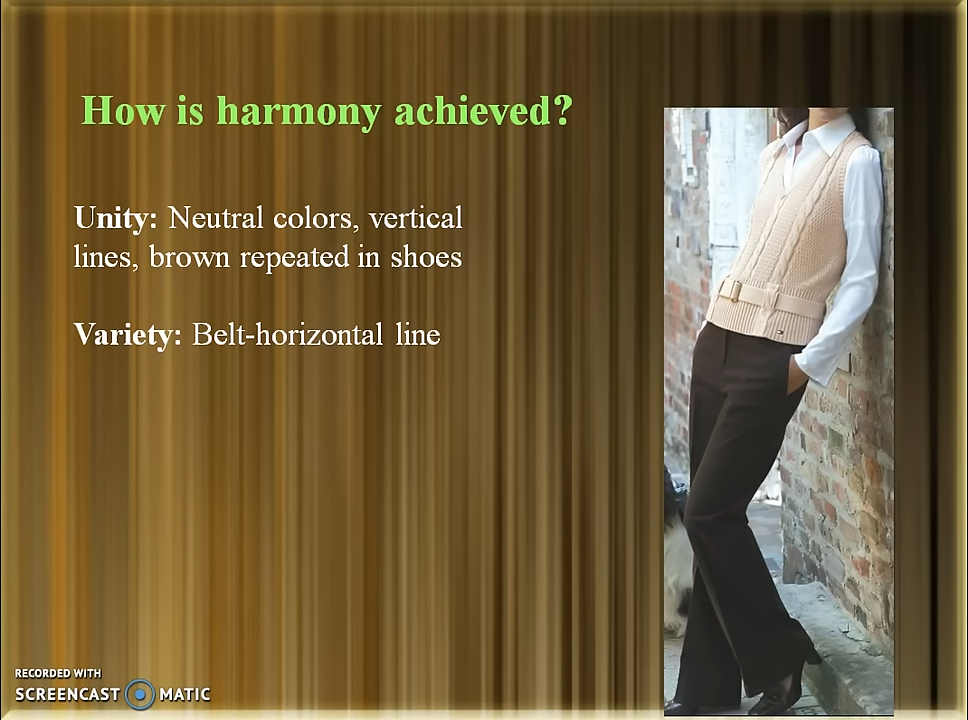 How is harmony achieved?
Unity: Neutral colors, vertical
lines, brown repeated in shoes
Variety: Belt-horizontal line
RECORDED WITH
SCREENCAST MATIC